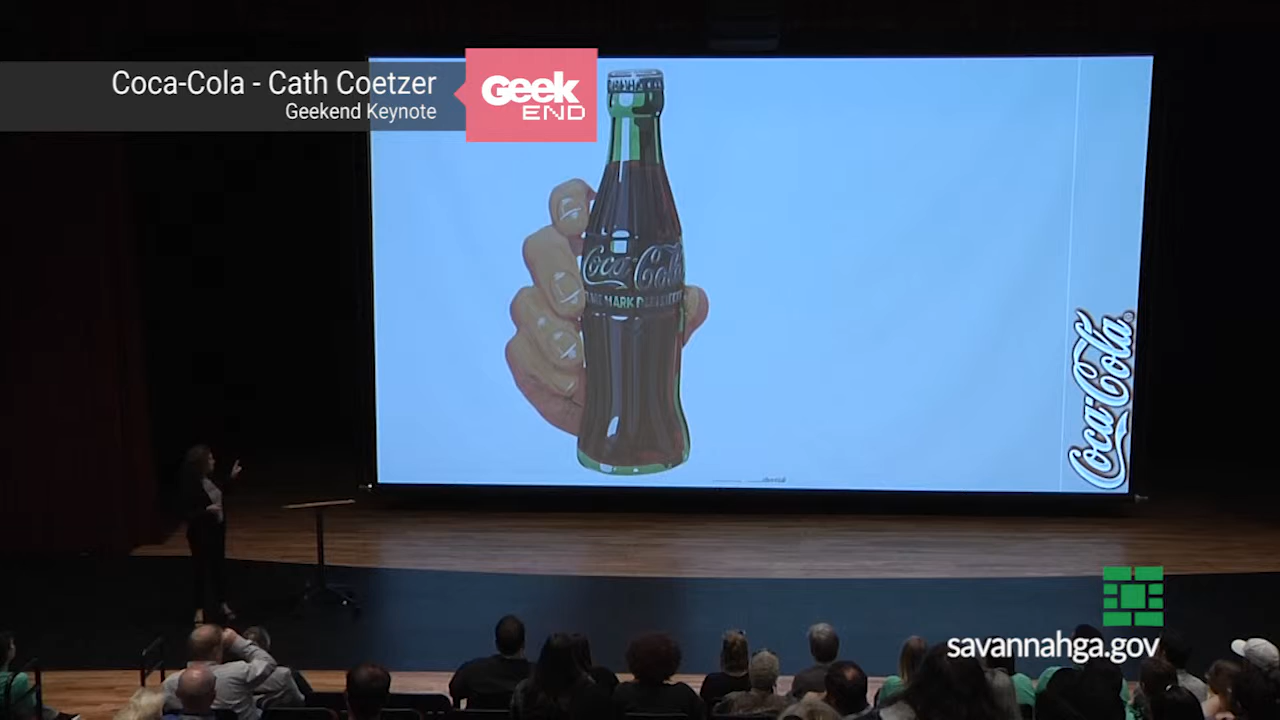 Coca-Cola - Cath Coetzer
Geekend Keynote
Geek
END
Coca-Cola
Coca-Cola®
savannahga.gov